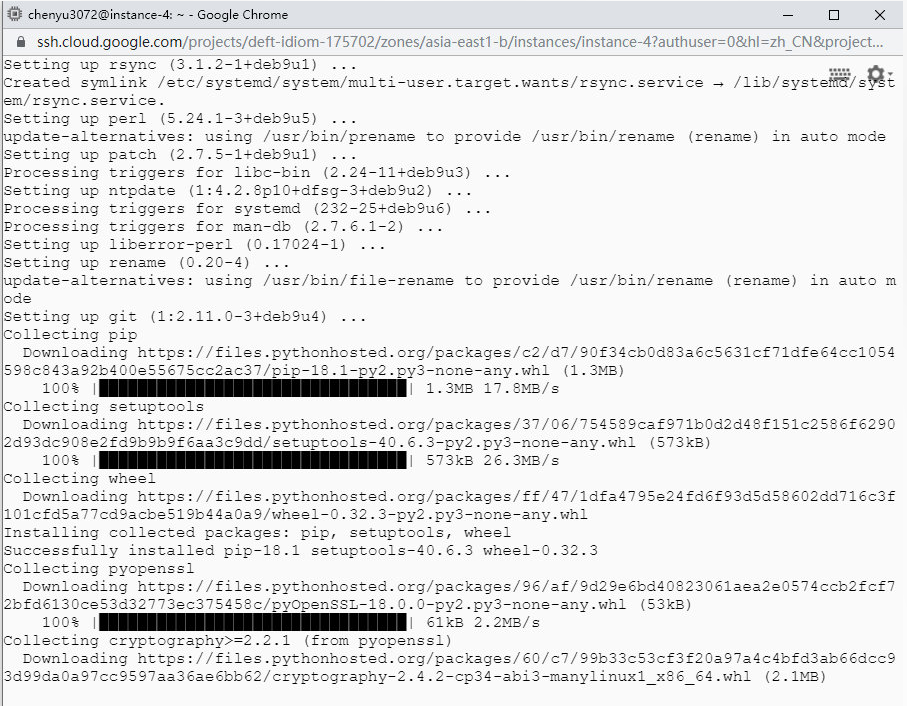 chenyu3072@instance-4: ~ - Google Chrome
ssh.cloud.google.com/projects/deft-idiom-175702/zones/asia-east1-b/instances/instance-4?authuser=0&hl=zh_CN&project...
Setting up rsync (3.1.2-1+deb9u1) ...
Created symlink /etc/systemd/system/multi-user.target.wants/rsync.service → /lib/systemd/syst
em/rsync.service.
Setting up perl (5.24.1-3+deb9u5) ...
update-alternatives: using /usr/bin/prename to provide /usr/bin/rename (rename) in auto mode
Setting up patch (2.7.5-1+deb9u1) ...
Processing triggers for libc-bin (2.24-11+deb9u3) ...
Setting up ntpdate (1:4.2.8p10+dfsg-3+deb9u2) ...
Processing triggers for systemd (232-25+deb9u6) ...
Processing triggers for man-db (2.7.6.1-2) ...
Setting up liberror-perl (0.17024-1) ...
Setting up rename (0.20-4) ...
update-alternatives: using /usr/bin/file-rename to provide /usr/bin/rename (rename) in auto m
ode
Setting up git (1:2.11.0-3+deb9u4) ...
Collecting pip
  Downloading https://files.pythonhosted.org/packages/c2/d7/90f34cb0d83a6c5631cf71dfe64cc1054
598c843a92b400e55675cc2ac37/pip-18.1-py2.py3-none-any.whl (1.3MB)
    100% |████████████████████████████████| 1.3MB 17.8MB/s
Collecting setuptools
  Downloading https://files.pythonhosted.org/packages/37/06/754589caf971b0d2d48f151c2586f6290
2d93dc908e2fd9b9b9f6aa3c9dd/setuptools-40.6.3-py2.py3-none-any.whl (573kB)
    100% |████████████████████████████████| 573kB 26.3MB/s
Collecting wheel
  Downloading https://files.pythonhosted.org/packages/ff/47/1dfa4795e24fd6f93d5d58602dd716c3f
101cfd5a77cd9acbe519b44a0a9/wheel-0.32.3-py2.py3-none-any.whl
Installing collected packages: pip, setuptools, wheel
Successfully installed pip-18.1 setuptools-40.6.3 wheel-0.32.3
Collecting pyopenssl
  Downloading https://files.pythonhosted.org/packages/96/af/9d29e6bd40823061aea2e0574ccb2fcf7
2bfd6130ce53d32773ec375458c/pyOpenSSL-18.0.0-py2.py3-none-any.whl (53kB)
    100% |████████████████████████████████| 61kB 2.2MB/s
Collecting cryptography>=2.2.1 (from pyopenssl)
  Downloading https://files.pythonhosted.org/packages/60/c7/99b33c53cf3f20a97a4c4bfd3ab66dcc9
3d99da0a97cc9597aa36ae6bb62/cryptography-2.4.2-cp34-abi3-manylinux1_x86_64.whl (2.1MB)